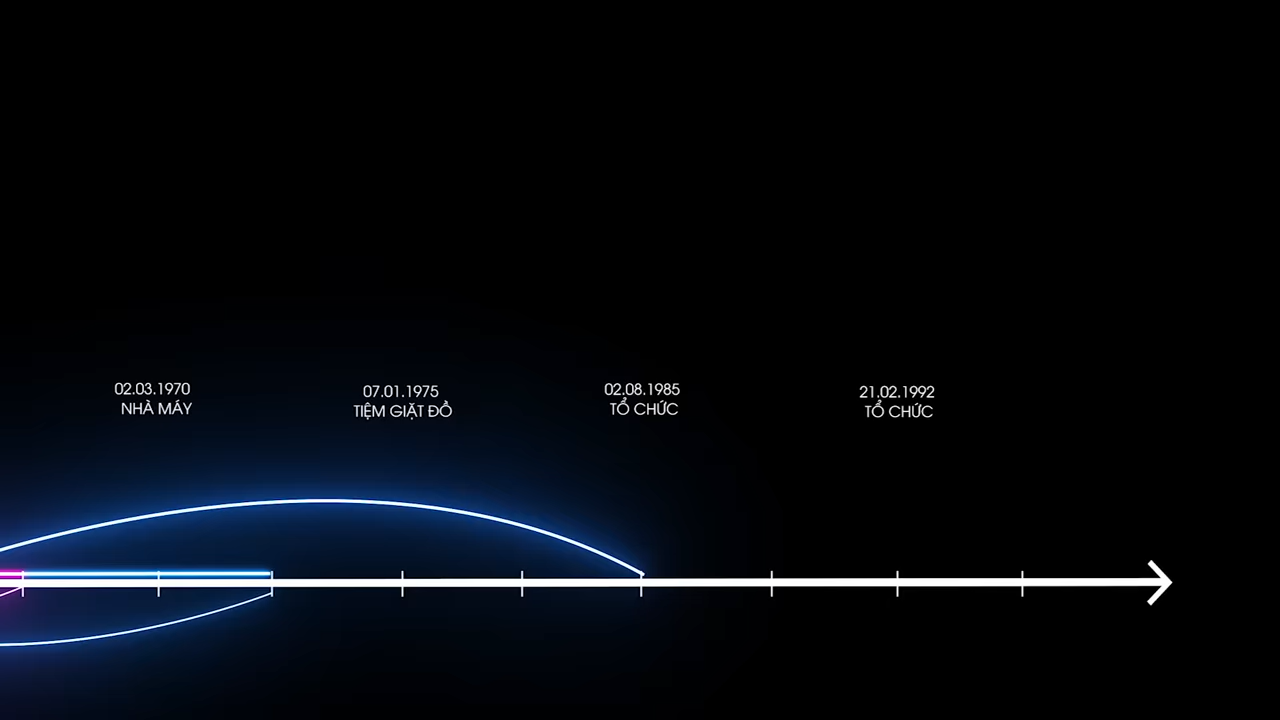 02.03.1970
NHÀ MÁY
07.01.1975
TIỆM GIẶT ĐỒ
02.08.1985
TỔ CHỨC
21.02.1992
TỔ CHỨC